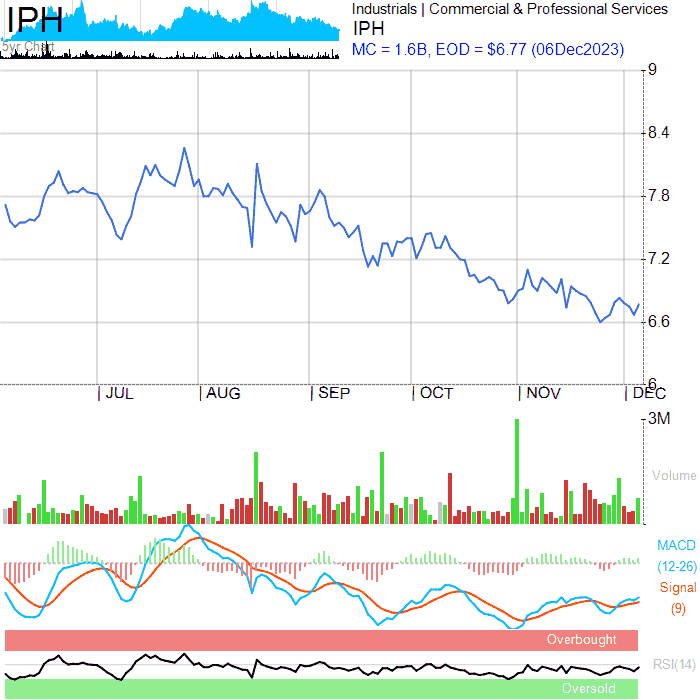 IPH
5yr Chart
Industrials | Commercial & Professional Services
IPH
MC = 1.6B, EOD = $6.77 (06Dec2023)
9
8.4
7.8
7.2
6.6
6
JUL
AUG
SEP
OCT
NOV
DEC
3M
Volume
MACD
(12-26)
Signal
(9)
Overbought
RSI(14)
Oversold